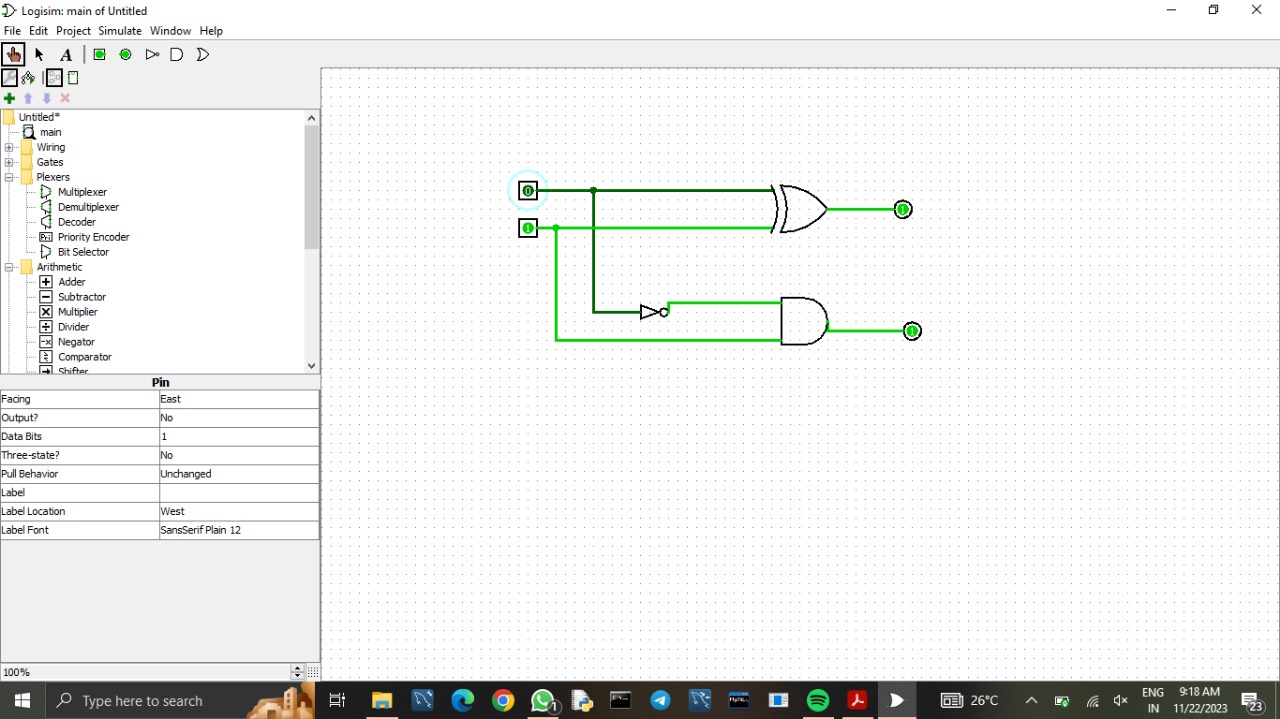 Logisim: main of Untitled
File Edit Project Simulate Window Help
A
Untitled*
main
Wiring
Gates
Plexers
Multiplexer
Demultiplexer
Decoder
Priority Encoder
Bit Selector
Arithmetic
Adder
Subtractor
Multiplier
Divider
Negator
Comparator
Shifter
Pin
Facing East
Output? No
Data Bits 1
Three-state? No
Pull Behavior Unchanged
Label
Label Location West
Label Font SansSerif Plain 12
100%
0
1
1
1
Type here to search
1
26°C
ENG
IN
9:18 AM
11/22/2023
23